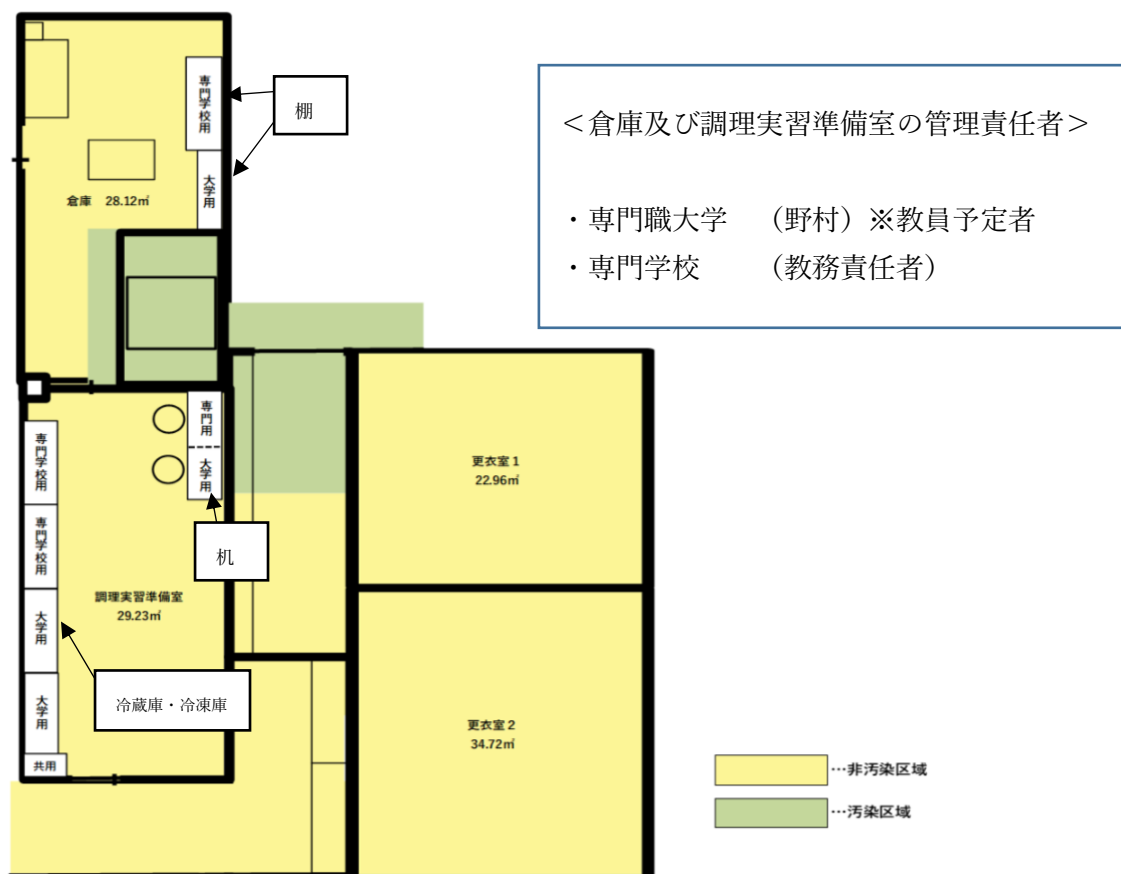 専門学校用
棚
大学用
倉庫 28.12㎡
＜倉庫及び調理実習準備室の管理責任者＞
・専門職大学 （野村）※教員予定者
・専門学校 （教務責任者）
専門用
大学用
専門学校用
専門学校用
大学用
大学用
共用
机
調理実習準備室
29.23㎡
冷蔵庫・冷凍庫
更衣室１
22.96㎡
更衣室２
34.72㎡
…非汚染区域
…汚染区域